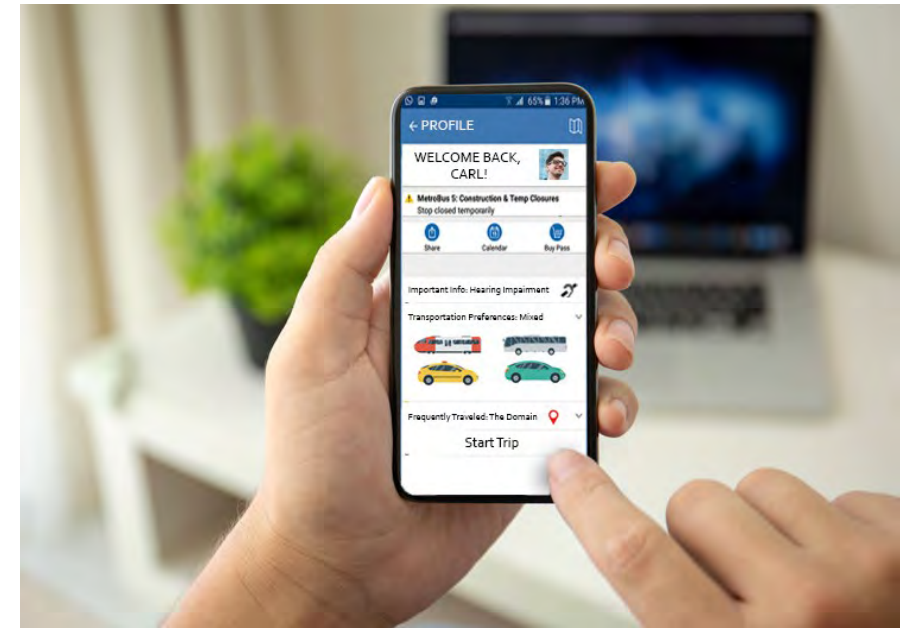 65% 1:36 PM
← PROFILE
WELCOME BACK,
CARL!
MetroBus 5: Construction & Temp Closures
Stop closed temporarily
Share Calendar Buy Pass
Important Info: Hearing Impairment
Transportation Preferences: Mixed
Frequently Traveled: The Domain
Start Trip